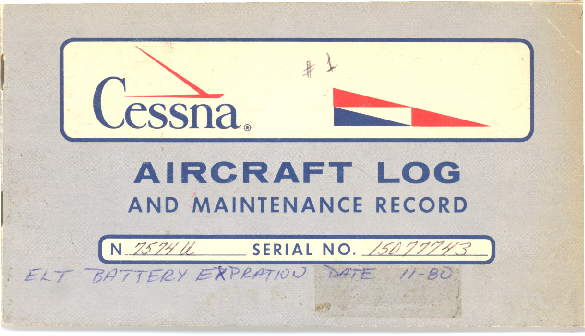 # 1
Cessna®
AIRCRAFT LOG
AND MAINTENANCE RECORD
N 7574U SERIAL NO. 15077743
ELT BATTERY EXPRATION DATE 11-80